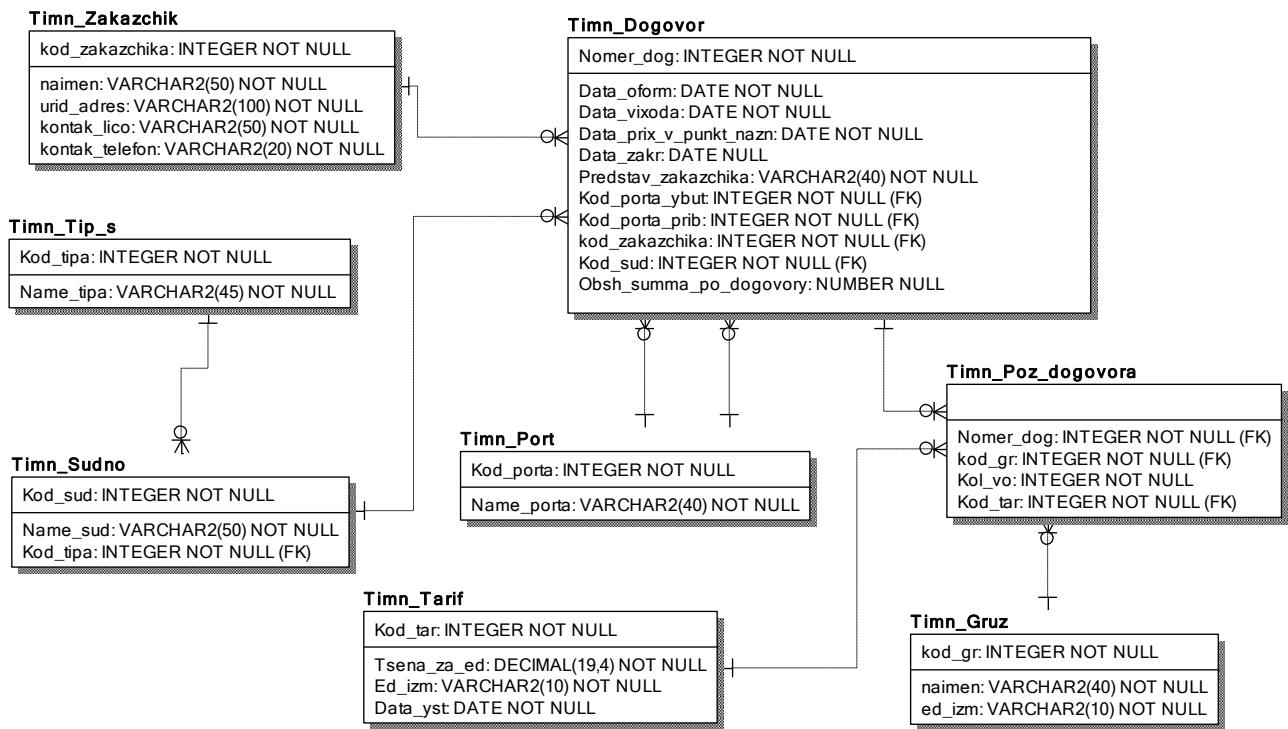 Timn_Zakazchik
kod_zakazchika: INTEGER NOT NULL
naimen: VARCHAR2(50) NOT NULL
urid_adres: VARCHAR2(100) NOT NULL
kontak_lico: VARCHAR2(50) NOT NULL
kontak_telefon: VARCHAR2(20) NOT NULL
Timn_Dogovor
Nomer_dog: INTEGER NOT NULL
Data_oform: DATE NOT NULL
Data_vixoda: DATE NOT NULL
Data_prix_v_punkt_nazn: DATE NOT NULL
Data_zakr: DATE NULL
Predstav_zakazchika: VARCHAR2(40) NOT NULL
Kod_porta_ybut: INTEGER NOT NULL (FK)
Kod_porta_prib: INTEGER NOT NULL (FK)
kod_zakazchika: INTEGER NOT NULL (FK)
Kod_sud: INTEGER NOT NULL (FK)
Obsh_summa_po_dogovory: NUMBER NULL
Timn_Tip_s
Kod_tipa: INTEGER NOT NULL
Name_tipa: VARCHAR2(45) NOT NULL
Timn_Poz_dogovora
Nomer_dog: INTEGER NOT NULL (FK)
kod_gr: INTEGER NOT NULL (FK)
Kol_vo: INTEGER NOT NULL
Kod_tar: INTEGER NOT NULL (FK)
Timn_Sudno
Kod_sud: INTEGER NOT NULL
Name_sud: VARCHAR2(50) NOT NULL
Kod_tipa: INTEGER NOT NULL (FK)
Timn_Port
Kod_porta: INTEGER NOT NULL
Name_porta: VARCHAR2(40) NOT NULL
Timn_Tarif
Kod_tar: INTEGER NOT NULL
Tsena_za_ed: DECIMAL(19,4) NOT NULL
Ed_izm: VARCHAR2(10) NOT NULL
Data_yst: DATE NOT NULL
Timn_Gruz
kod_gr: INTEGER NOT NULL
naimen: VARCHAR2(40) NOT NULL
ed_izm: VARCHAR2(10) NOT NULL